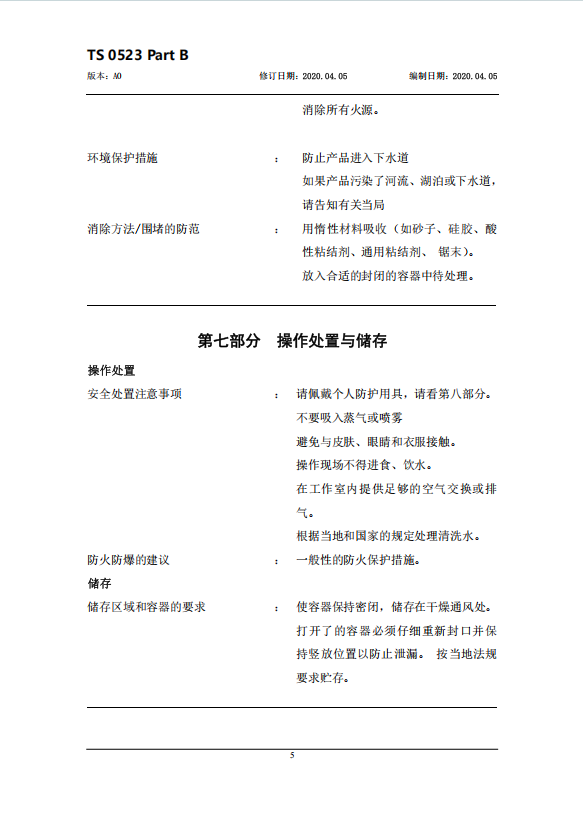 TS 0523 Part B
版本：A0 修订日期：2020.04.05 编制日期：2020.04.05
消除所有火源。
环境保护措施 ： 防止产品进入下水道
如果产品污染了河流、湖泊或下水道，
请告知有关当局
消除方法/围堵的防范 ： 用惰性材料吸收（如砂子、硅胶、酸
性粘结剂、通用粘结剂、 锯末）。
放入合适的封闭的容器中待处理。
第七部分 操作处置与储存
操作处置
安全处置注意事项 ： 请佩戴个人防护用具，请看第八部分。
不要吸入蒸气或喷雾
避免与皮肤、眼睛和衣服接触。
操作现场不得进食、饮水。
在工作室内提供足够的空气交换或排
气。
根据当地和国家的规定处理清洗水。
防火防爆的建议 ： 一般性的防火保护措施。
储存
储存区域和容器的要求 ： 使容器保持密闭，储存在干燥通风处。
打开了的容器必须仔细重新封口并保
持竖放位置以防止泄漏。 按当地法规
要求贮存。
5